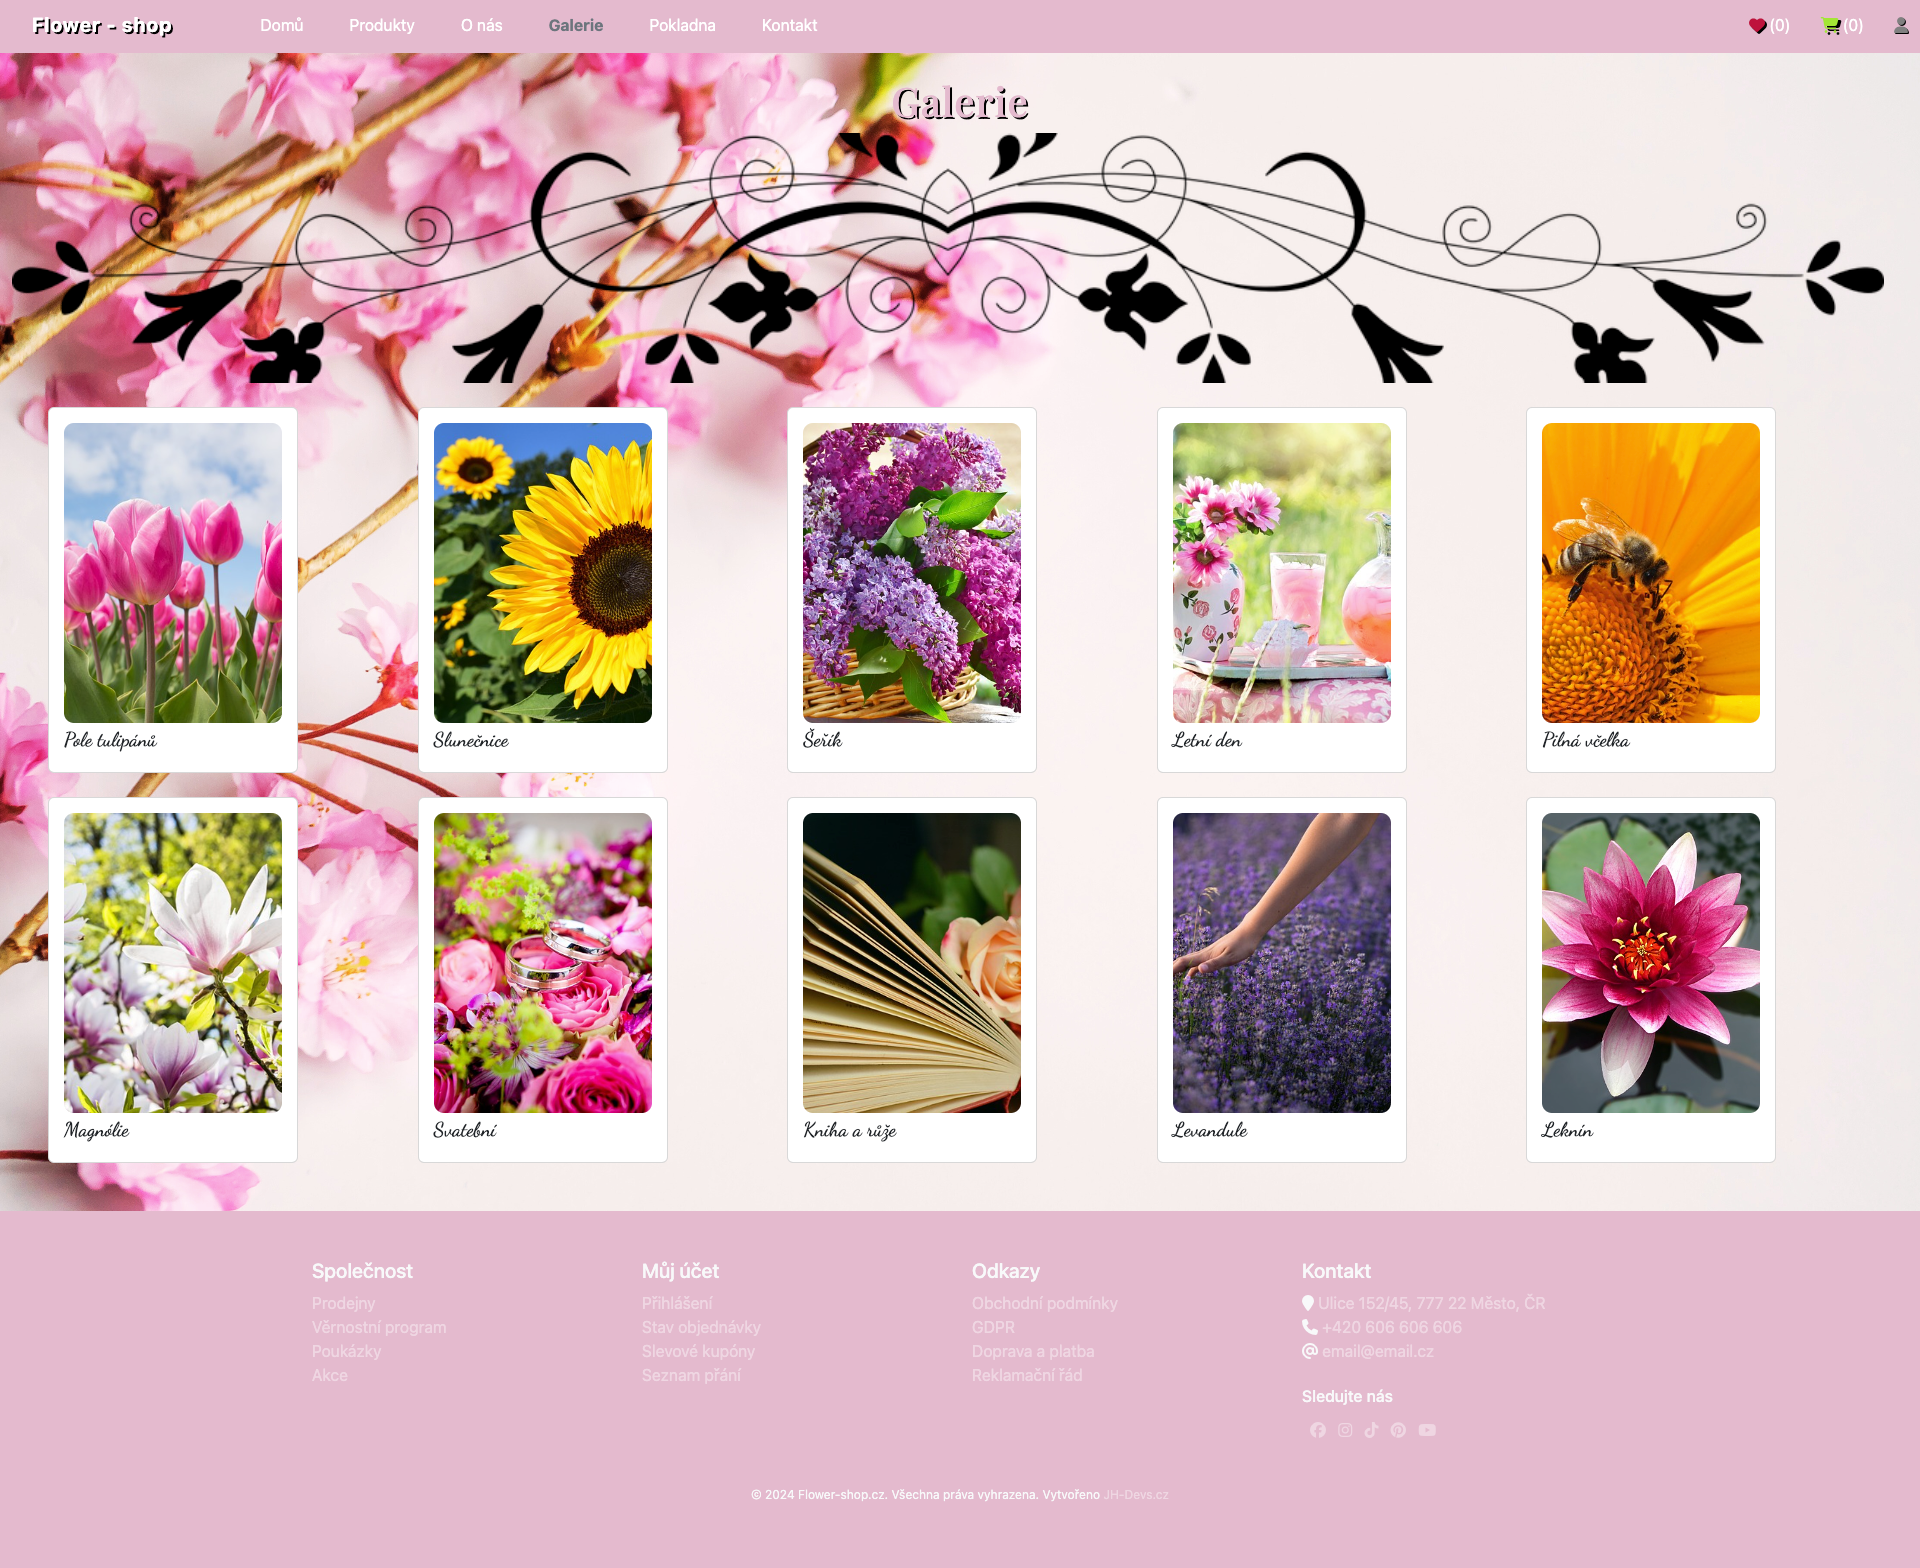 Flower - shop
Domů
Produkty
O nás
Galerie
Pokladna
Kontakt
(0)
(0)
Galerie
Pole tulipánů
Slunečnice
Šeřík
Letní den
Pilná včelka
Magnólie
Svatební
Kniha a růže
Levandule
Leknín
Společnost
Prodejny
Věrnostní program
Poukázky
Akce
Můj účet
Přihlášení
Stav objednávky
Slevové kupóny
Seznam přání
Odkazy
Obchodní podmínky
GDPR
Doprava a platba
Reklamační řád
Kontakt
Ulice 152/45, 777 22 Město, ČR
+420 606 606 606
email@email.cz
Sledujte nás
© 2024 Flower-shop.cz. Všechna práva vyhrazena. Vytvořeno JH-Devs.cz